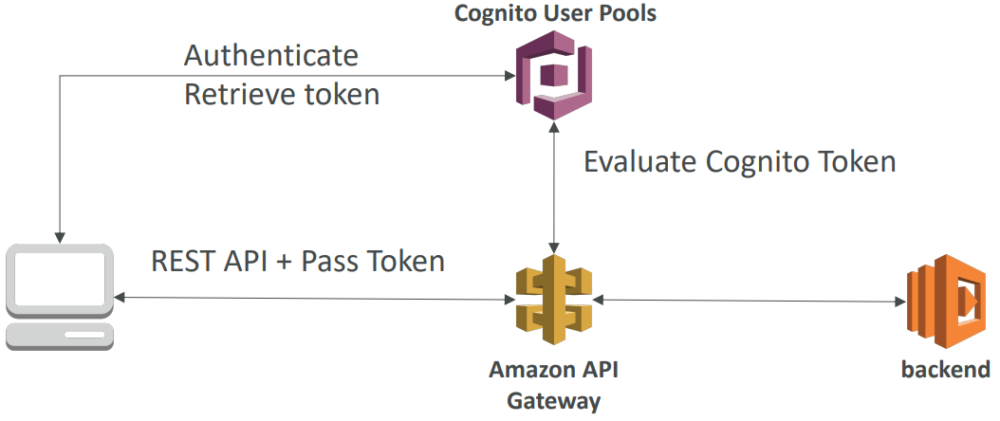 Cognito User Pools
Authenticate
Retrieve token
Evaluate Cognito Token
REST API + Pass Token
Amazon API
Gateway
backend